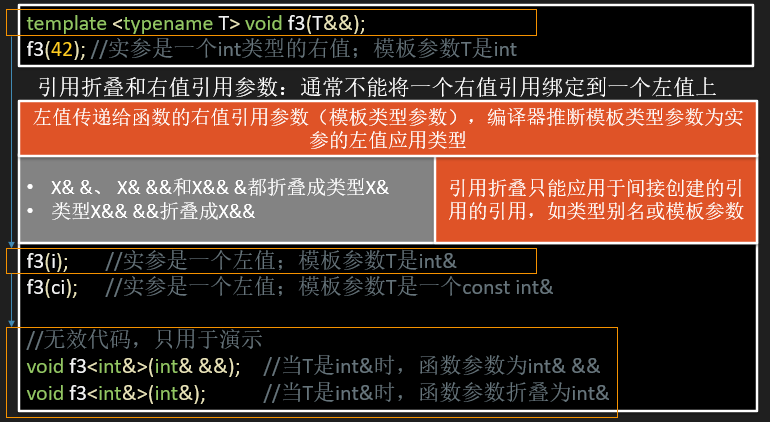 template <typename T> void f3(T&&);
f3(42); //实参是一个int类型的右值；模板参数T是int
引用折叠和右值引用参数：通常不能将一个右值引用绑定到一个左值上
左值传递给函数的右值引用参数（模板类型参数），编译器推断模板类型参数为实
参的左值应用类型
• X& &、 X& &&和X&& &都折叠成类型X&
• 类型X&& &&折叠成X&&
引用折叠只能应用于间接创建的引
用的引用，如类型别名或模板参数
f3(i); //实参是一个左值；模板参数T是int&
f3(ci); //实参是一个左值；模板参数T是一个const int&
//无效代码，只用于演示
void f3<int&>(int& &&); //当T是int&时，函数参数为int& &&
void f3<int&>(int&); //当T是int&时，函数参数折叠为int&